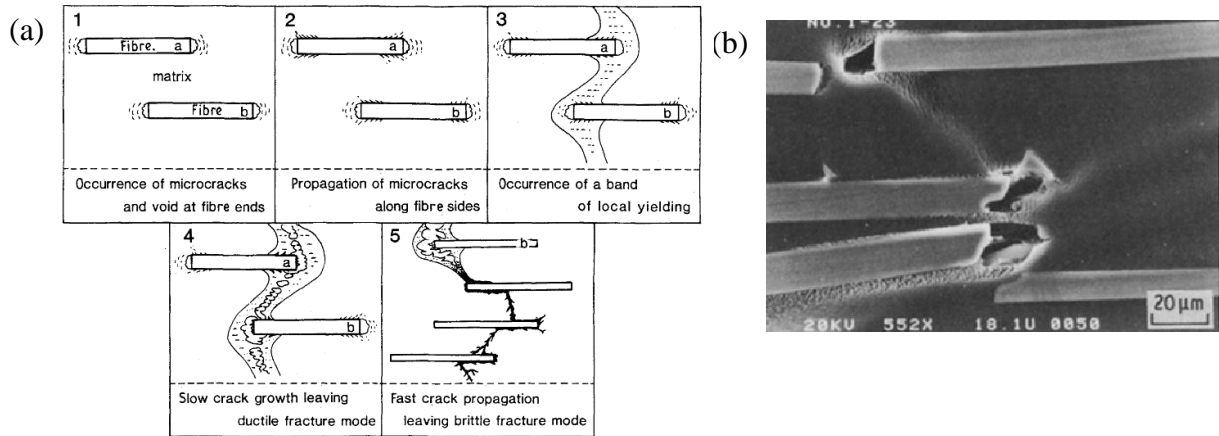 (a)
1
Fibre. a
matrix
Fibre b
Occurrence of microcracks
and void at fibre ends
2
a
b
Propagation of microcracks
along fibre sides
3
a
b
Occurrence of a band
of local yielding
4
a
b
Slow crack growth leaving
ductile fracture mode
5
b
Fast crack propagation
leaving brittle fracture mode
(b)
NO.1-23
20μm
20KV 552X 18.1U 0050